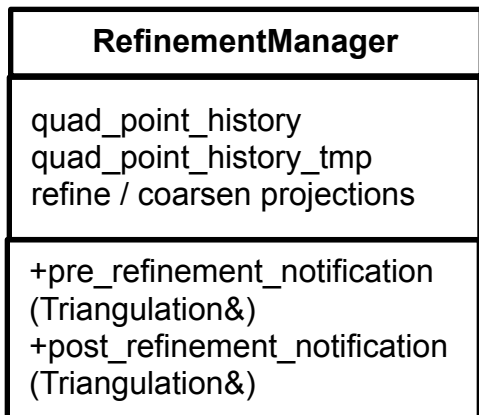 RefinementManager
quad_point_history
quad_point_history_tmp
refine / coarsen projections
+pre_refinement_notification
(Triangulation&)
+post_refinement_notification
(Triangulation&)